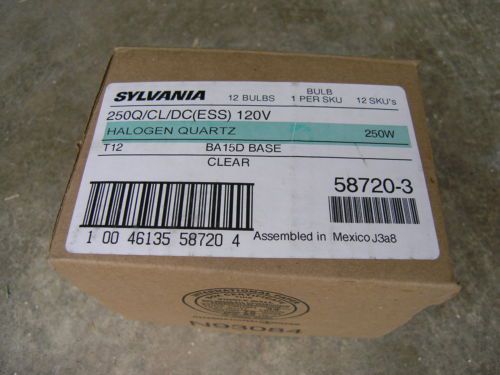 SYLVANIA 12 BULBS BULB 1 PER SKU 12 SKU's
250Q/CL/DC(ESS) 120V
HALOGEN QUARTZ 250W
T12 BA15D BASE
CLEAR
58720-3
1 00 46135 58720 4 Assembled in Mexico J3a8
N93084